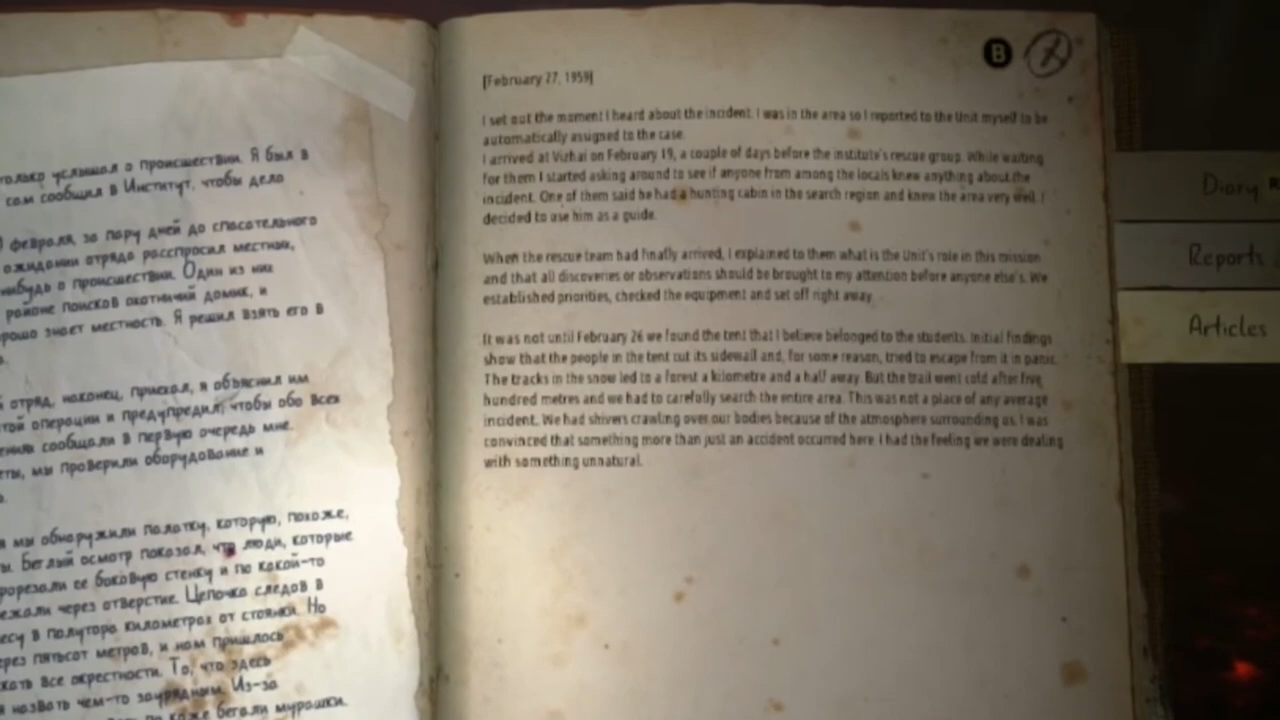 только услышал о происшествии. Я был в
сам сообщил в Институт, чтобы дело
февраля, за пару дней до спасательного
ожидании отряда расспросил местных,
нибудь о происшествии. Один из них
районе поисков охотничий домик, и
знает местность. Я решил взять его в
отряд, наконец, приехал, я объяснил им
этой операции и предупредил, чтобы обо всех
сообщали в первую очередь мне.
мы проверили оборудование и
мы обнаружили палатку, которую, похоже,
Беглый осмотр показал, что люди, которые
прорезали ее боковую стенку и по какой-то
через отверстие. Цепочка следов в
в полутора километрах от стоянки. Но
через пятьсот метров, и нам пришлось
все окрестности. То, что здесь
назвать чем-то заурядным. Из-за
по коже бегали мурашки.
B
[February 27, 1959]
I set out the moment I heard about the incident. I was in the area so I reported to the Unit myself to be
automatically assigned to the case.
I arrived at Vizhai on February 19, a couple of days before the institute's rescue group. While waiting
for them I started asking around to see if anyone from among the locals knew anything about the
incident. One of them said he had a hunting cabin in the search region and knew the area very well. I
decided to use him as a guide.
When the rescue team had finally arrived, I explained to them what is the Unit's role in this mission
and that all discoveries or observations should be brought to my attention before anyone else's. We
established priorities, checked the equipment and set off right away.
It was not until February 26 we found the tent that I believe belonged to the students. Initial findings
show that the people in the tent cut its sidewall and, for some reason, tried to escape from it in panic.
The tracks in the snow led to a forest a kilometre and a half away. But the trail went cold after five
hundred metres and we had to carefully search the entire area. This was not a place of any average
incident. We had shivers crawling over our bodies because of the atmosphere surrounding us. I was
convinced that something more than just an accident occurred here. I had the feeling we were dealing
with something unnatural.
Diary
Reports
Articles